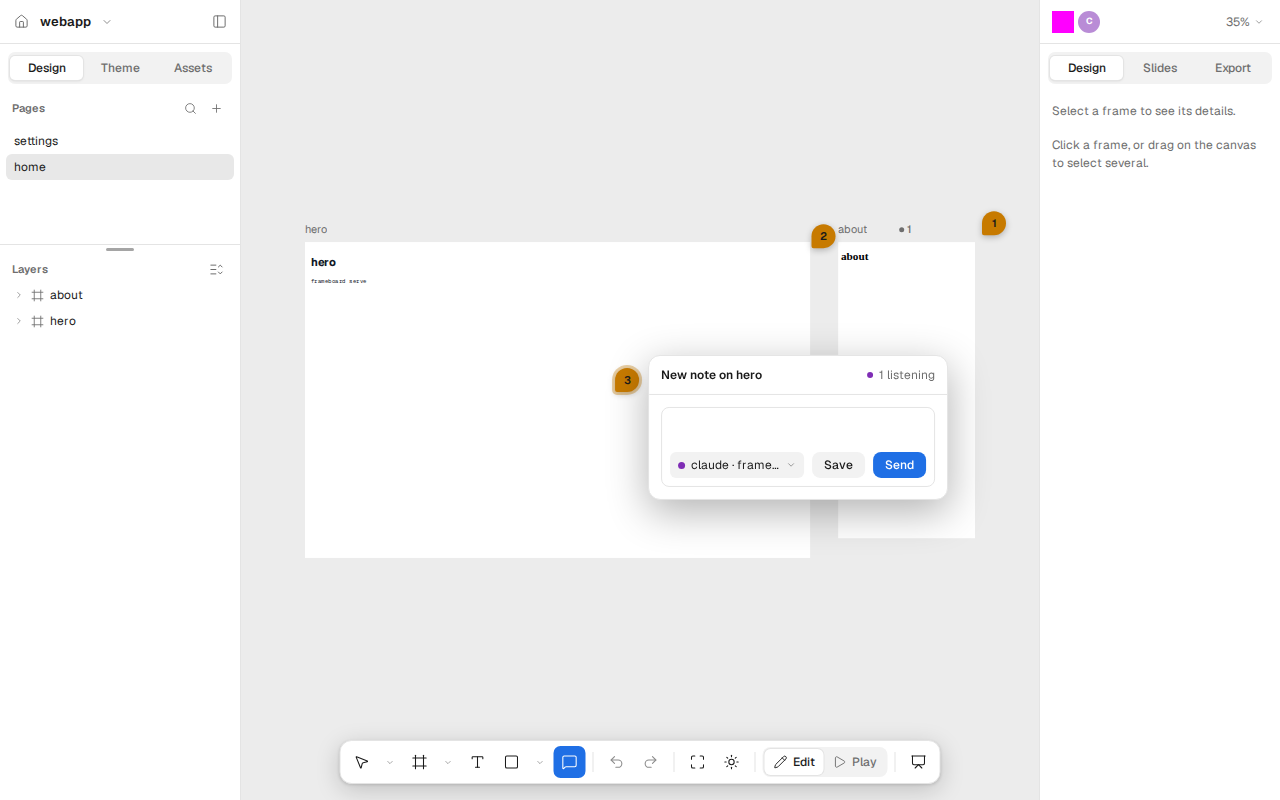 webapp
Design
Theme
Assets
Pages
settings
home
Layers
about
hero
hero
2
about
1
1
hero
frameboard serve
about
3
New note on hero
1 listening
claude · frame...
Save
Send
Edit
Play
C
35%
Design
Slides
Export
Select a frame to see its details.
Click a frame, or drag on the canvas
to select several.